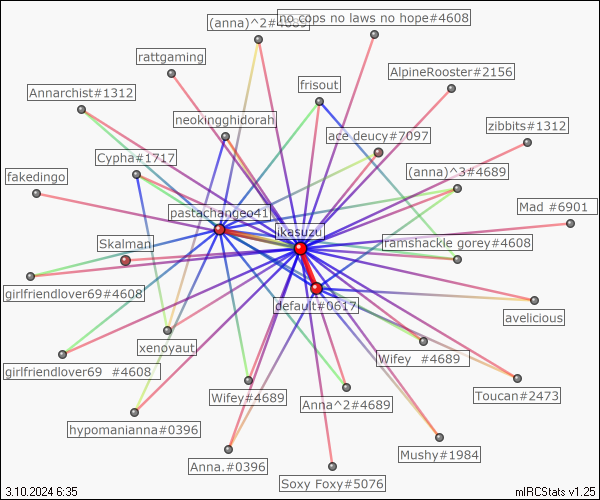 no cops no laws no hope#4608
(anna)^2#4689
rattgaming
AlpineRooster#2156
frisout
Annarchist#1312
neokingghidorah
zibbits#1312
ace deucy#7097
Cypha#1717
(anna)^3#4689
fakedingo
Mad #6901
pastachangeo41
ikasuzu
Skalman
ramshackle gorey#4608
girlfriendlover69#4608
default#0617
avelicious
xenoyaut
Wifey #4689
girlfriendlover69 #4608
Toucan#2473
Wifey#4689
Anna^2#4689
hypomanianna#0396
Mushy#1984
Anna.#0396
Soxy Foxy#5076
3.10.2024 6:35
mIRCStats v1.25